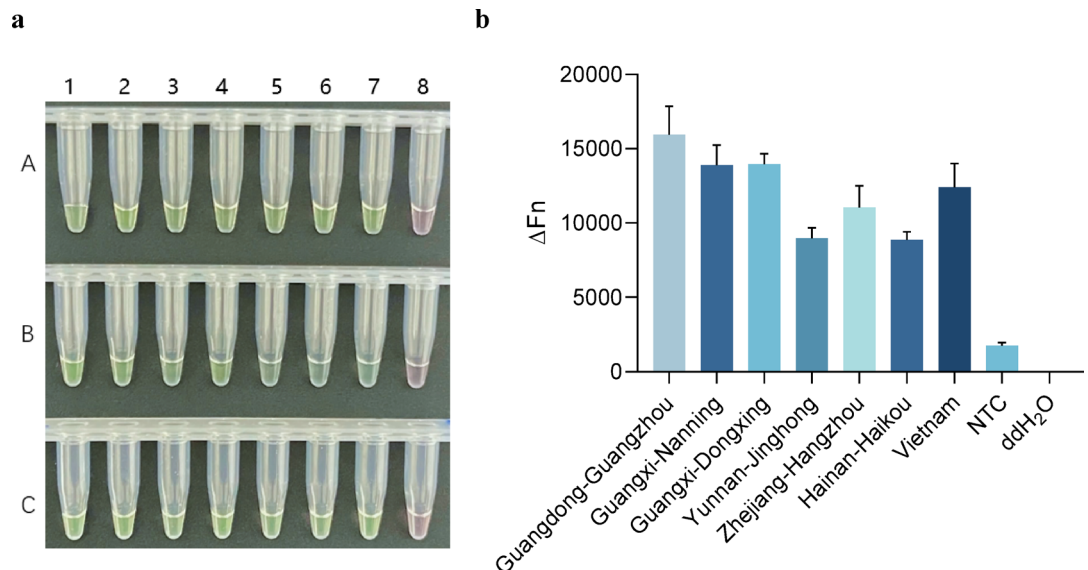 a
b
1 2 3 4 5 6 7 8
A
B
C
ΔFn
20000
15000
10000
5000
0
Guangdong-Guangzhou
Guangxi-Nanning
Guangxi-Dongxing
Yunnan-Jinghong
Zhejiang-Hangzhou
Hainan-Haikou
Vietnam
NTC
ddH₂O